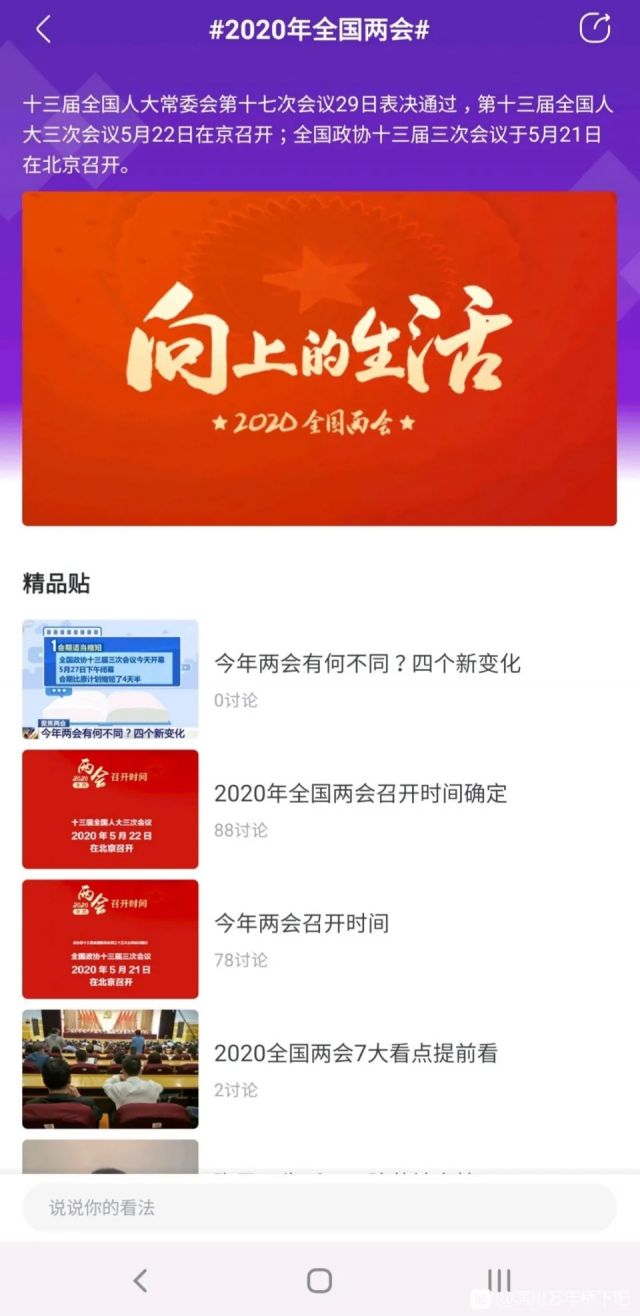 #2020年全国两会#
十三届全国人大常委会第十七次会议29日表决通过，第十三届全国人
大三次会议5月22日在京召开；全国政协十三届三次会议于5月21日
在北京召开。
向上的生活
★2020全国两会★
精品贴
1会期适当缩短
全国政协十三届三次会议今天开幕
5月27日下午闭幕
会期比原计划缩短了4天半
聚焦两会
今年两会有何不同？四个新变化
今年两会有何不同？四个新变化
0讨论
两会
2020
召开时间
十三届全国人大三次会议
2020年5月22日
在北京召开
2020年全国两会召开时间确定
88讨论
两会
2020
召开时间
全国政协十三届三次会议
2020年5月21日
在北京召开
今年两会召开时间
78讨论
2020全国两会7大看点提前看
2讨论
说说你的看法